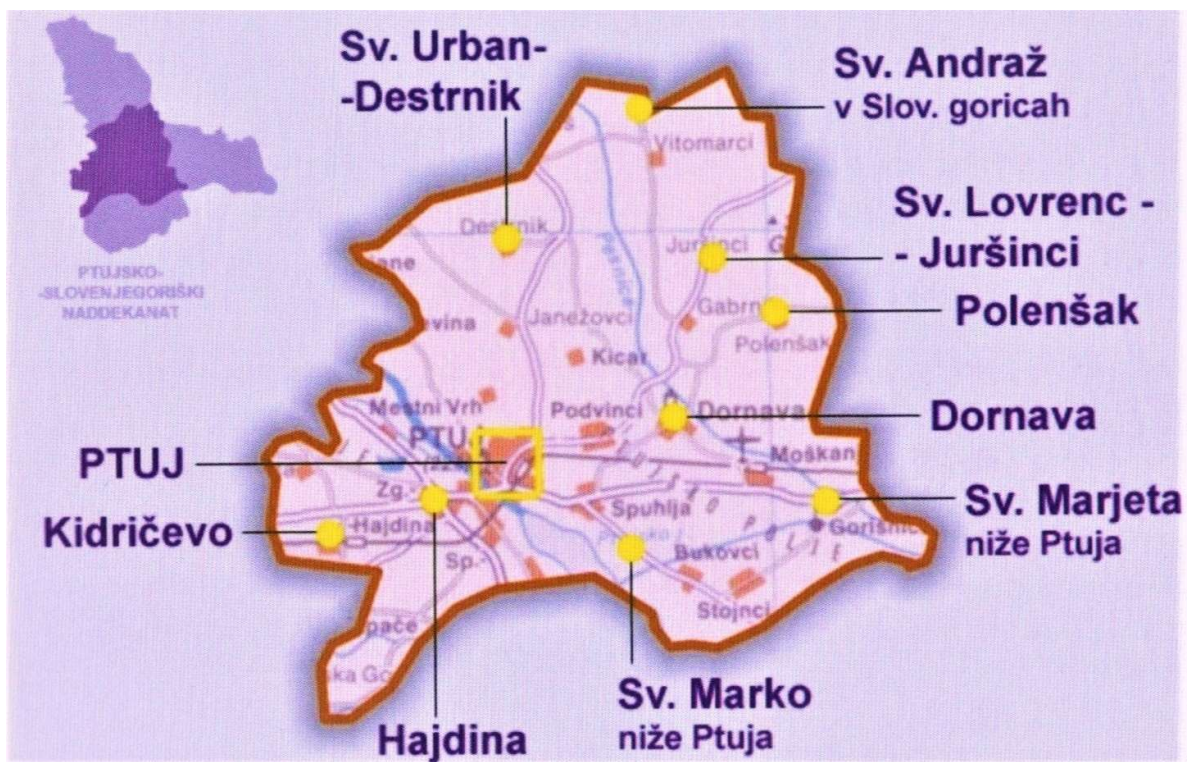 Sv. Urban-
-Destrnik
Sv. Andraž
v Slov. goricah
Vitomarci
Sv. Lovrenc -
- Juršinci
PTUJSKO-
-SLOVENJEGORIŠKI
NADDEKANAT
Destrnik
Juršinci
Pesnica
Polenšak
Janežovci
Polenšak
Kicar
Mestni Vrh
Podvinci
Dornava
Dornava
PTUJ
PTUJ
Moškan
Zg.
Hajdina
Spuhlja
Sv. Marjeta
niže Ptuja
Kidričevo
Bukovci
Sp.
Stojnci
Sv. Marko
niže Ptuja
Hajdina